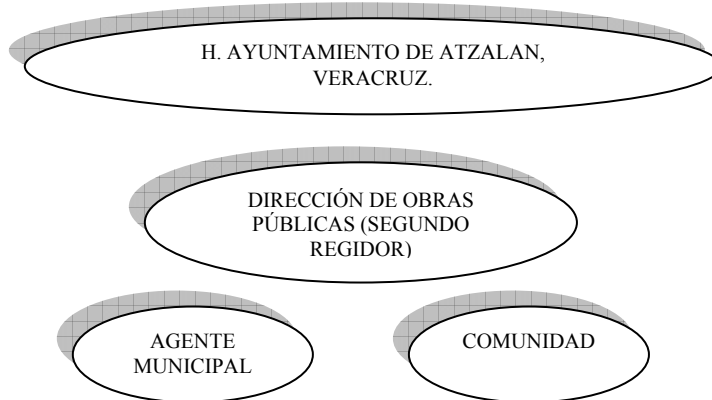 H. AYUNTAMIENTO DE ATZALAN,
VERACRUZ.
DIRECCIÓN DE OBRAS
PÚBLICAS (SEGUNDO
REGIDOR)
AGENTE
MUNICIPAL
COMUNIDAD